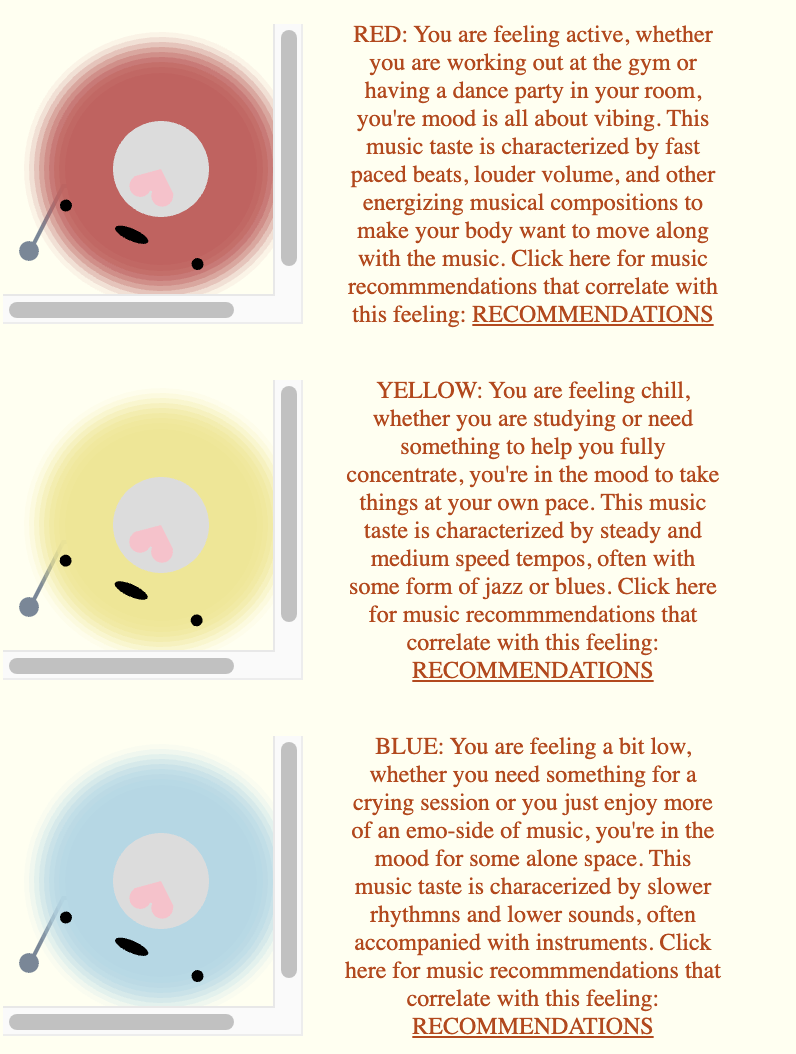 RED: You are feeling active, whether
you are working out at the gym or
having a dance party in your room,
you're mood is all about vibing. This
music taste is characterized by fast
paced beats, louder volume, and other
energizing musical compositions to
make your body want to move along
with the music. Click here for music
recommmendations that correlate with
this feeling: RECOMMENDATIONS
YELLOW: You are feeling chill,
whether you are studying or need
something to help you fully
concentrate, you're in the mood to take
things at your own pace. This music
taste is characterized by steady and
medium speed tempos, often with
some form of jazz or blues. Click here
for music recommmendations that
correlate with this feeling:
RECOMMENDATIONS
BLUE: You are feeling a bit low,
whether you need something for a
crying session or you just enjoy more
of an emo-side of music, you're in the
mood for some alone space. This
music taste is characerized by slower
rhythmns and lower sounds, often
accompanied with instruments. Click
here for music recommmendations that
correlate with this feeling:
RECOMMENDATIONS